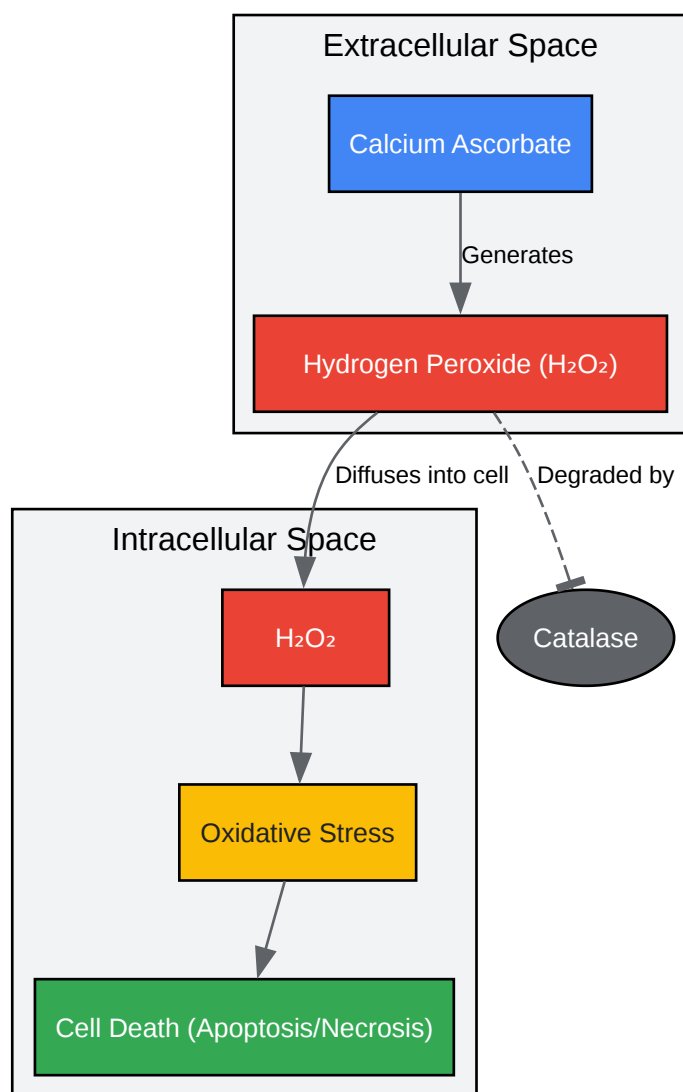 Extracellular Space
Calcium Ascorbate
Generates
Hydrogen Peroxide (H₂O₂)
Diffuses into cell
Degraded by
Intracellular Space
H₂O₂
Catalase
Oxidative Stress
Cell Death (Apoptosis/Necrosis)